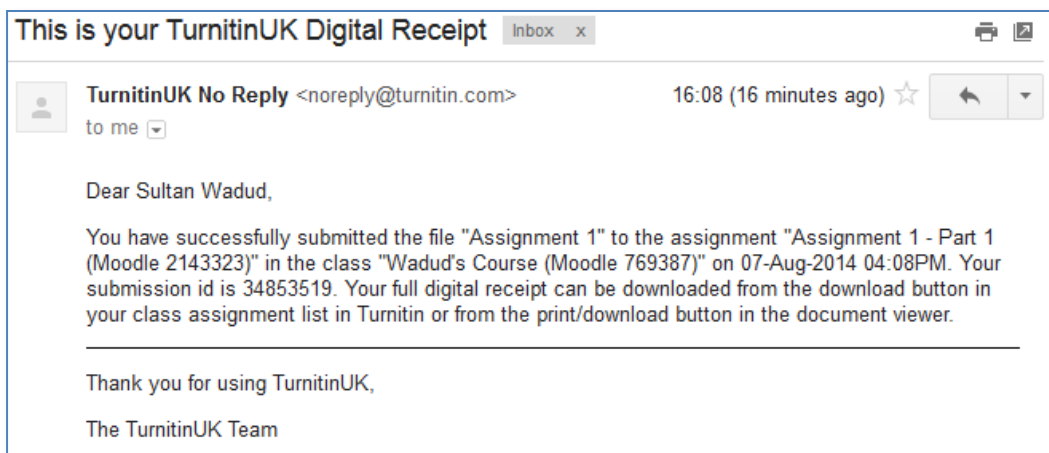 This is your TurnitinUK Digital Receipt Inbox x
TurnitinUK No Reply <noreply@turnitin.com> 16:08 (16 minutes ago)
to me
Dear Sultan Wadud,
You have successfully submitted the file "Assignment 1" to the assignment "Assignment 1 - Part 1
(Moodle 2143323)" in the class "Wadud's Course (Moodle 769387)" on 07-Aug-2014 04:08PM. Your
submission id is 34853519. Your full digital receipt can be downloaded from the download button in
your class assignment list in Turnitin or from the print/download button in the document viewer.
Thank you for using TurnitinUK,
The TurnitinUK Team